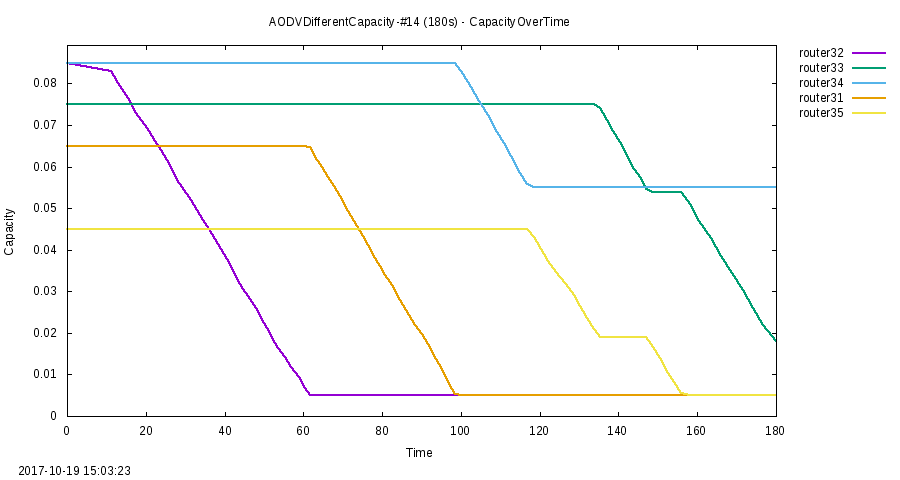 AODVDifferentCapacity-#14 (180s) - CapacityOverTime
router32
router33
router34
router31
router35
0.08
0.07
0.06
0.05
0.04
0.03
0.02
0.01
0
Capacity
0 20 40 60 80 100 120 140 160 180
Time
2017-10-19 15:03:23